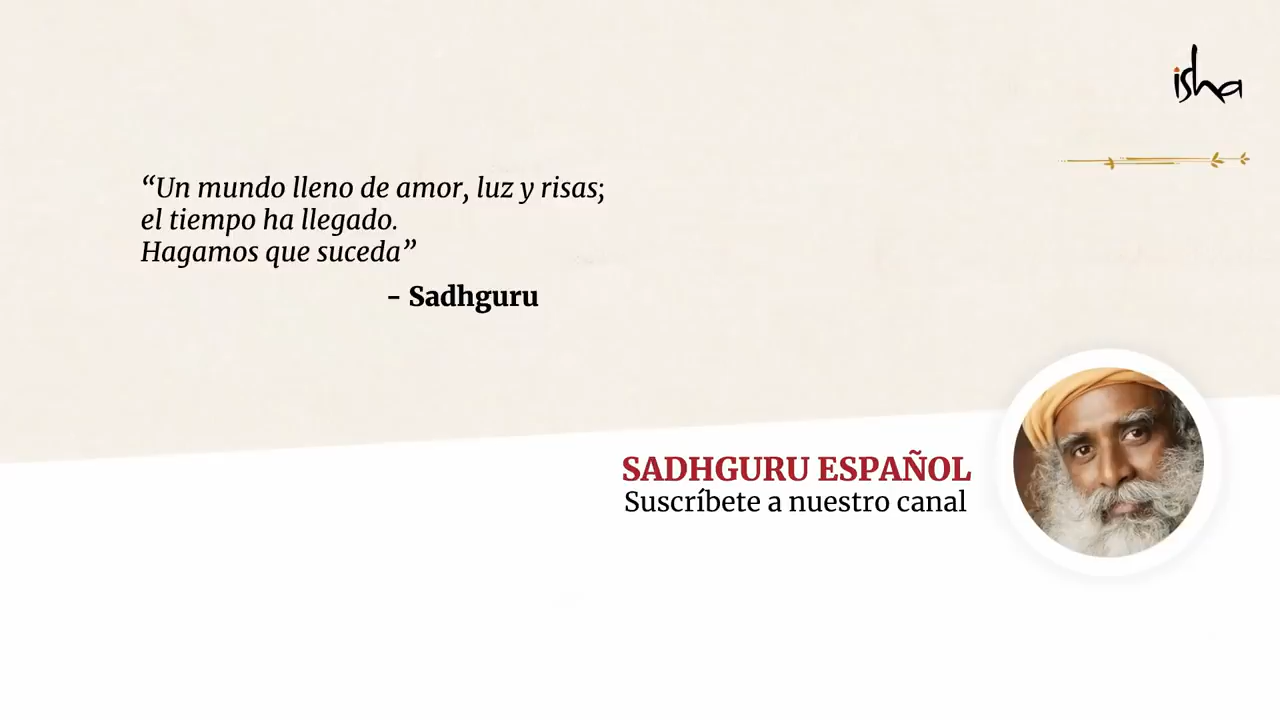 isha
“Un mundo lleno de amor, luz y risas;
el tiempo ha llegado.
Hagamos que suceda”
- Sadhguru
SADHGURU ESPAÑOL
Suscríbete a nuestro canal